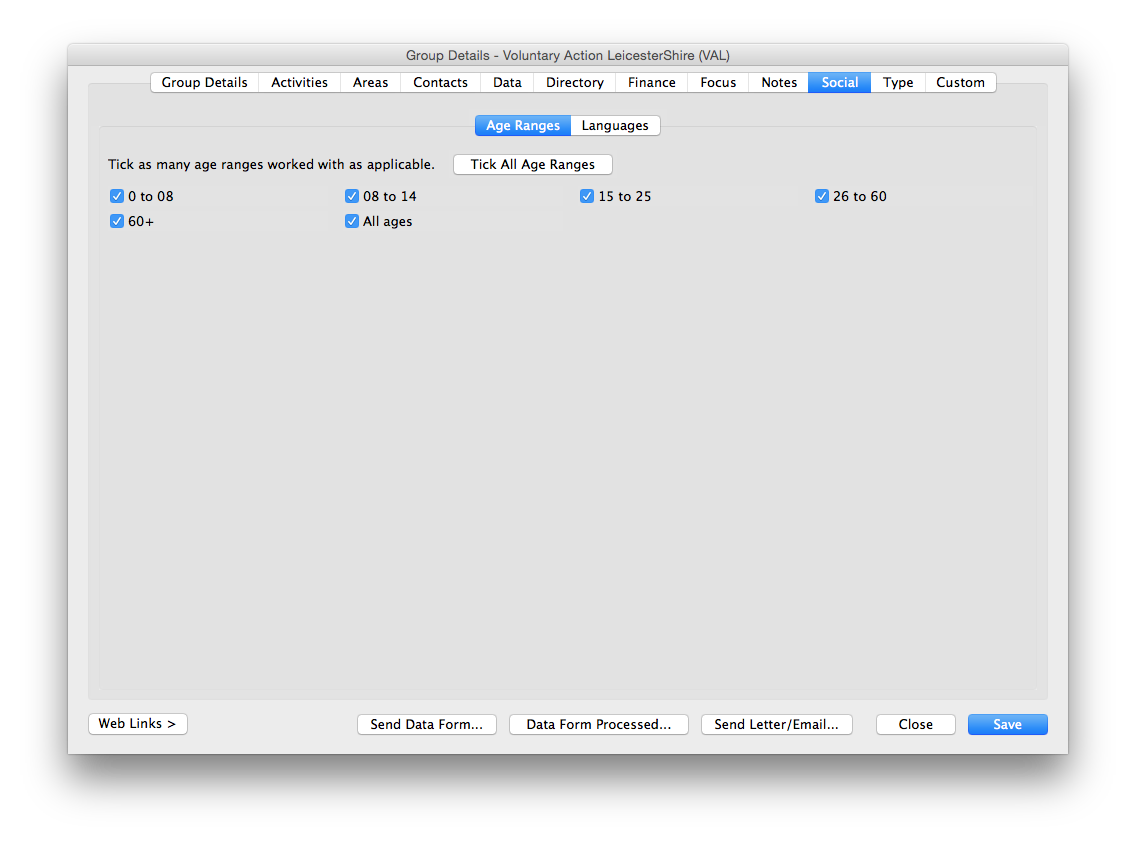 Group Details - Voluntary Action LeicesterShire (VAL)
Group Details Activities Areas Contacts Data Directory Finance Focus Notes Social Type Custom
Age Ranges Languages
Tick as many age ranges worked with as applicable. Tick All Age Ranges
0 to 08 08 to 14 15 to 25 26 to 60
60+ All ages
Web Links > Send Data Form... Data Form Processed... Send Letter/Email... Close Save